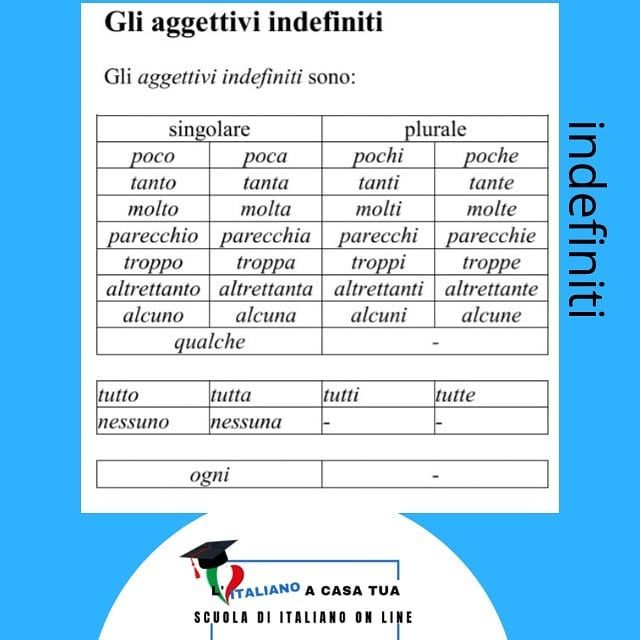 Gli aggettivi indefiniti
Gli aggettivi indefiniti sono:
singolare plurale
poco poca pochi poche
tanto tanta tanti tante
molto molta molti molte
parecchio parecchia parecchi parecchie
troppo troppa troppi troppe
altrettanto altrettanta altrettanti altrettante
alcuno alcuna alcuni alcune
qualche -
tutto tutta tutti tutte
nessuno nessuna - -
ogni -
indefiniti
L'ITALIANO A CASA TUA
SCUOLA DI ITALIANO ON LINE